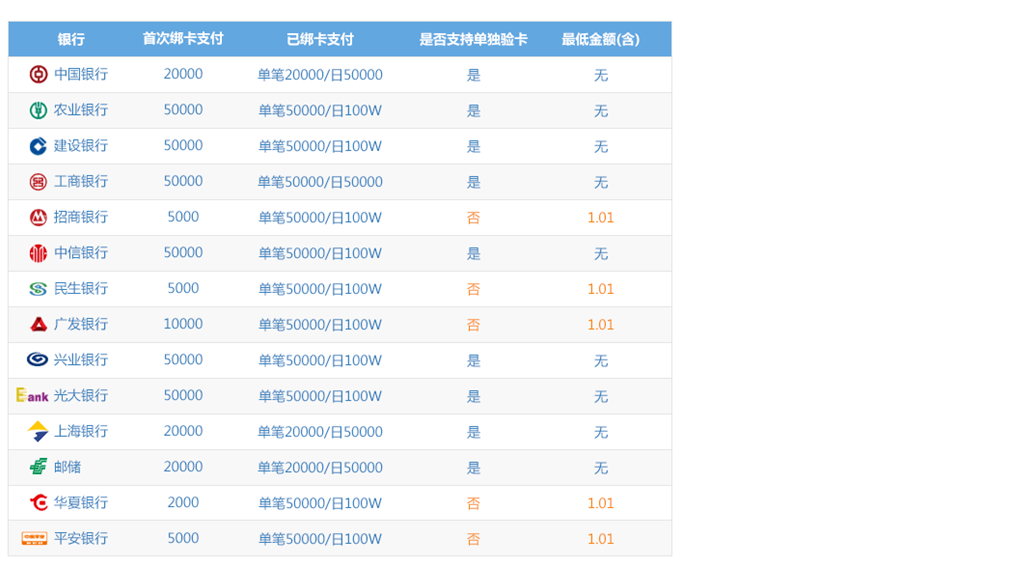 银行 首次绑卡支付 已绑卡支付 是否支持单独验卡 最低金额(含)
中国银行 20000 单笔20000/日50000 是 无
农业银行 50000 单笔50000/日100W 是 无
建设银行 50000 单笔50000/日100W 是 无
工商银行 50000 单笔50000/日50000 是 无
招商银行 5000 单笔50000/日100W 否 1.01
中信银行 50000 单笔50000/日100W 是 无
民生银行 5000 单笔50000/日100W 否 1.01
广发银行 10000 单笔50000/日100W 否 1.01
兴业银行 50000 单笔50000/日100W 是 无
Bank 光大银行 50000 单笔50000/日100W 是 无
上海银行 20000 单笔20000/日50000 是 无
邮储 20000 单笔20000/日50000 是 无
华夏银行 2000 单笔50000/日100W 否 1.01
平安银行 5000 单笔50000/日100W 否 1.01